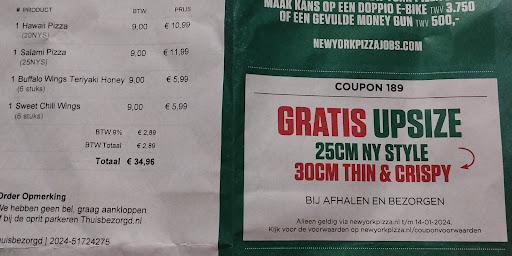 # PRODUCT BTW PRIJS
1 Hawaii Pizza 9,00 € 10,99
(20NYS)
1 Salami Pizza 9,00 € 11,99
(25NYS)
1 Buffalo Wings Teriyaki Honey 9,00 € 5,99
(6 stuks)
1 Sweet Chili Wings 9,00 € 5,99
(6 stuks)
BTW 9% € 2,89
BTW Totaal € 2,89
Totaal € 34,96
Order Opmerking
We hebben geen bel, graag aankloppen
of bij de oprit parkeren Thuisbezorgd.nl
huisbezorgd | 2024-51724275
MAAK KANS OP EEN DOPPIO E-BIKE TWV 3.750
OF EEN GEVULDE MONEY GUN TWV 500,-
NEWYORKPIZZAJOBS.COM
COUPON 189
GRATIS UPSIZE
25CM NY STYLE
30CM THIN & CRISPY
BIJ AFHALEN EN BEZORGEN
Alleen geldig via newyorkpizza.nl t/m 14-01-2024.
Kijk voor de voorwaarden op newyorkpizza.nl/couponvoorwaarden